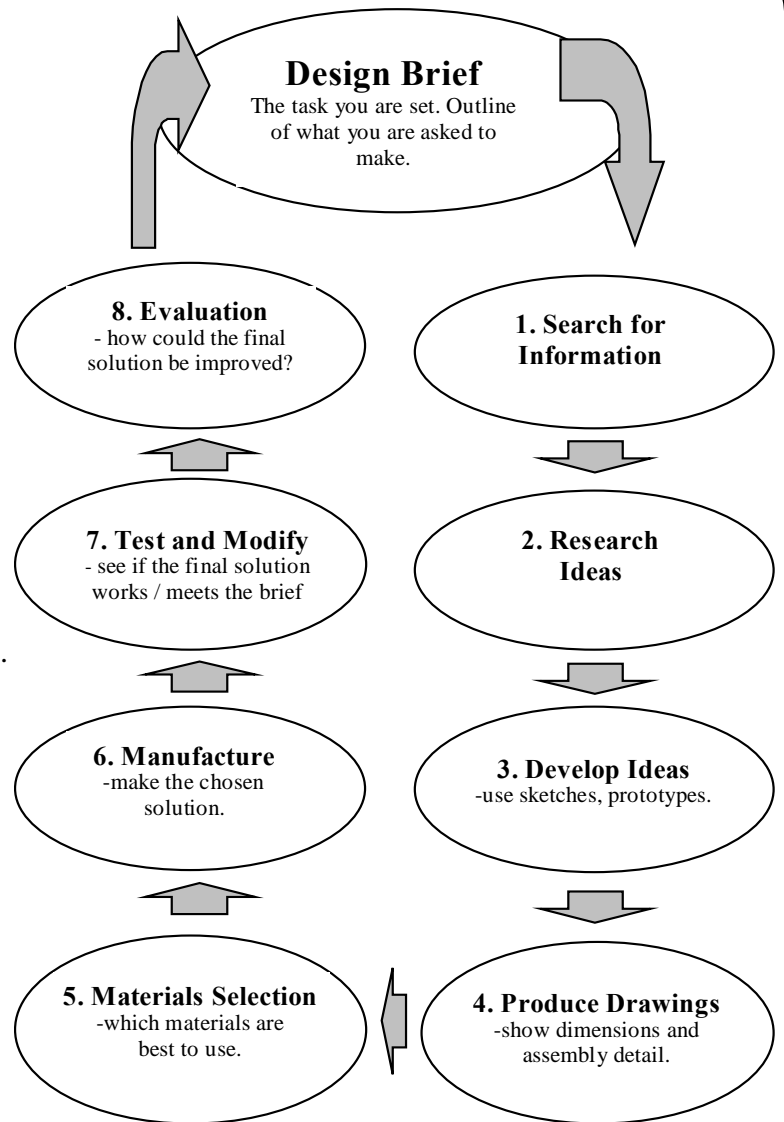 Design Brief
The task you are set. Outline
of what you are asked to
make.
1. Search for
Information
2. Research
Ideas
3. Develop Ideas
-use sketches, prototypes.
4. Produce Drawings
-show dimensions and
assembly detail.
5. Materials Selection
-which materials are
best to use.
6. Manufacture
-make the chosen
solution.
7. Test and Modify
- see if the final solution
works / meets the brief
8. Evaluation
- how could the final
solution be improved?
.